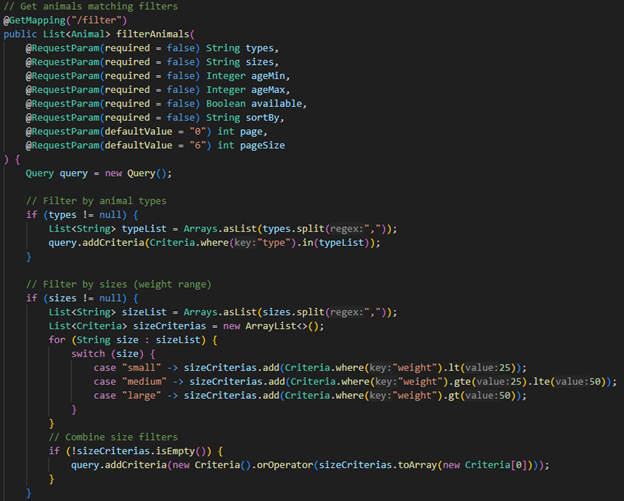 // Get animals matching filters
@GetMapping("/filter")
public List<Animal> filterAnimals(
    @RequestParam(required = false) String types,
    @RequestParam(required = false) String sizes,
    @RequestParam(required = false) Integer ageMin,
    @RequestParam(required = false) Integer ageMax,
    @RequestParam(required = false) Boolean available,
    @RequestParam(required = false) String sortBy,
    @RequestParam(defaultValue = "0") int page,
    @RequestParam(defaultValue = "6") int pageSize
) {
    Query query = new Query();

    // Filter by animal types
    if (types != null) {
        List<String> typeList = Arrays.asList(types.split(regex:","));
        query.addCriteria(Criteria.where(key:"type").in(typeList));
    }

    // Filter by sizes (weight range)
    if (sizes != null) {
        List<String> sizeList = Arrays.asList(sizes.split(regex:","));
        List<Criteria> sizeCriterias = new ArrayList<>();
        for (String size : sizeList) {
            switch (size) {
                case "small" -> sizeCriterias.add(Criteria.where(key:"weight").lt(value:25));
                case "medium" -> sizeCriterias.add(Criteria.where(key:"weight").gte(value:25).lte(value:50));
                case "large" -> sizeCriterias.add(Criteria.where(key:"weight").gt(value:50));
            }
        }
        // Combine size filters
        if (!sizeCriterias.isEmpty()) {
            query.addCriteria(new Criteria().orOperator(sizeCriterias.toArray(new Criteria[0])));
        }
    }